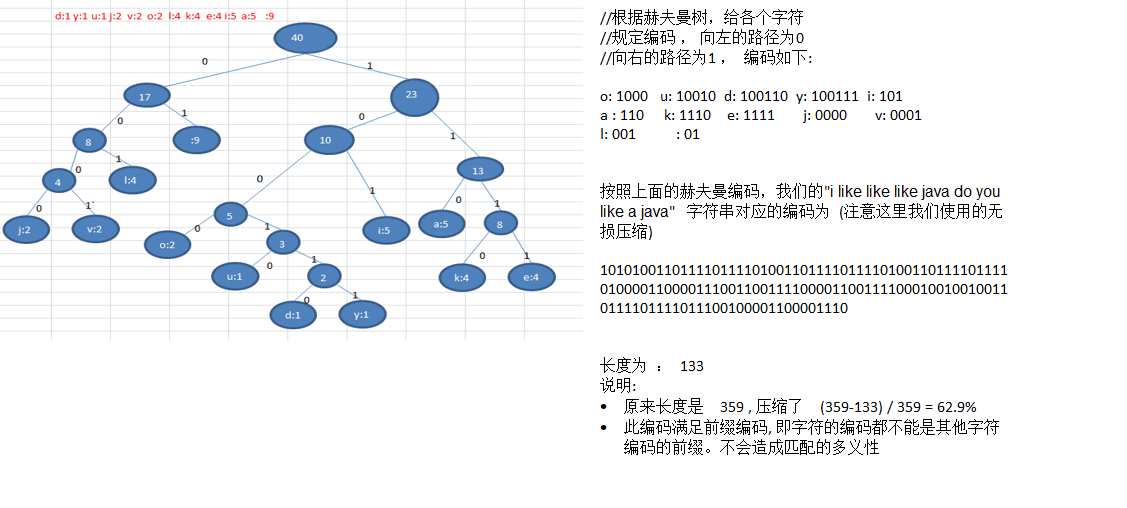 d:1 y:1 u:1 j:2 v:2 o:2 l:4 k:4 e:4 i:5 a:5 :9
40
0
1
17
23
0
1
0
1
8
:9
10
13
0
1
0
1
0
1
4
l:4
5
i:5
a:5
8
0
1`
0
1
0
1
j:2
v:2
o:2
3
k:4
e:4
0
1
u:1
2
0
1
d:1
y:1
//根据赫夫曼树，给各个字符
//规定编码 ， 向左的路径为0
//向右的路径为1 ， 编码如下:
o: 1000 u: 10010 d: 100110 y: 100111 i: 101
a : 110 k: 1110 e: 1111 j: 0000 v: 0001
l: 001 : 01
按照上面的赫夫曼编码，我们的"i like like like java do you
like a java" 字符串对应的编码为 (注意这里我们使用的无
损压缩)
1010100110111101111010011011110111101001101111011110
1000011000011100110011110000110011110001001001001101
11101111011100100001100001110
长度为 ： 133
说明:
• 原来长度是 359 , 压缩了 (359-133) / 359 = 62.9%
• 此编码满足前缀编码, 即字符的编码都不能是其他字符
编码的前缀。不会造成匹配的多义性